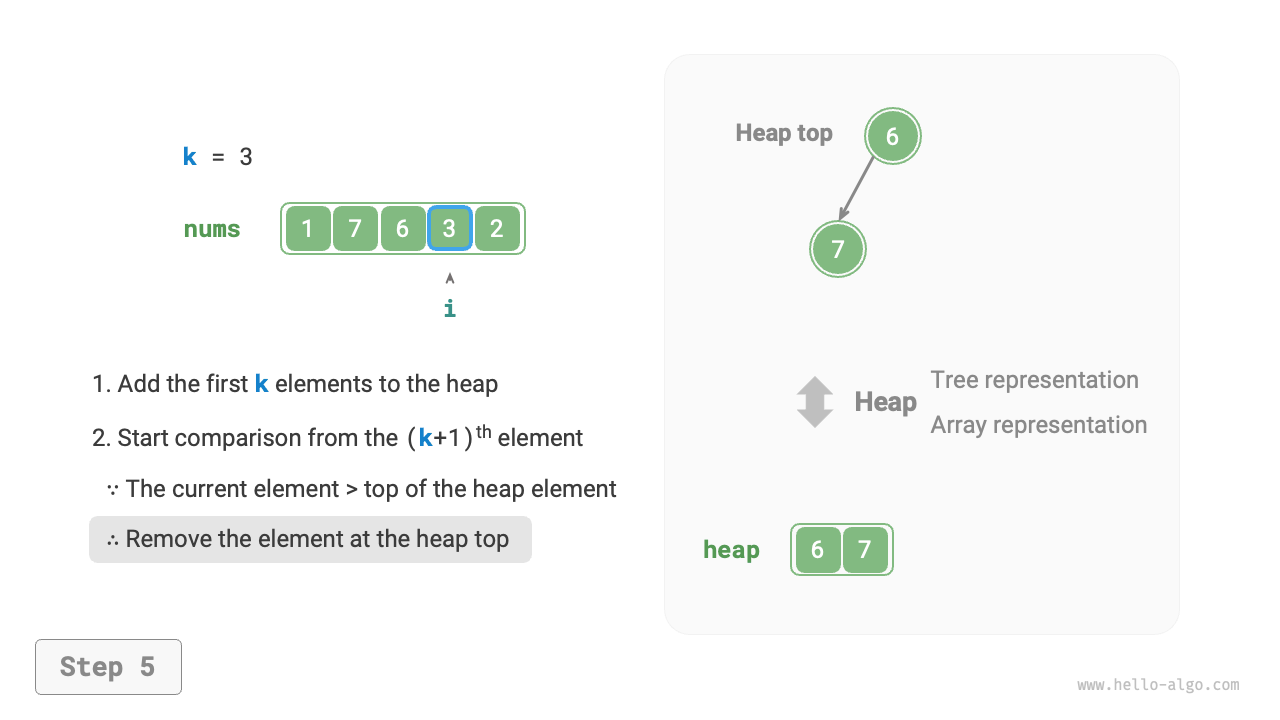 k = 3
nums 1 7 6 3 2
i
1. Add the first k elements to the heap
2. Start comparison from the (k+1)th element
∵ The current element > top of the heap element
∴ Remove the element at the heap top
Step 5
Heap top 6
7
Heap
Tree representation
Array representation
heap 6 7
www.hello-algo.com